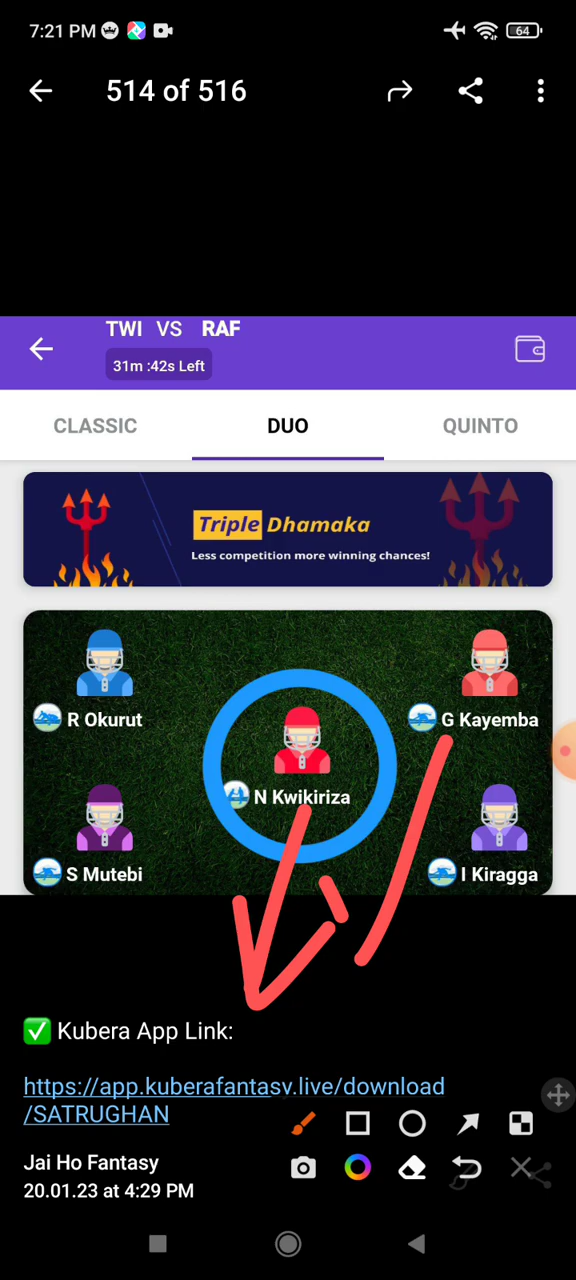 7:21 PM
64
514 of 516
TWI VS RAF
31m :42s Left
CLASSIC DUO QUINTO
Triple Dhamaka
Less competition more winning chances!
R Okurut
G Kayemba
N Kwikiriza
S Mutebi
I Kiragga
✅ Kubera App Link:
https://app.kuberafantasy.live/download
/SATRUGHAN
Jai Ho Fantasy
20.01.23 at 4:29 PM